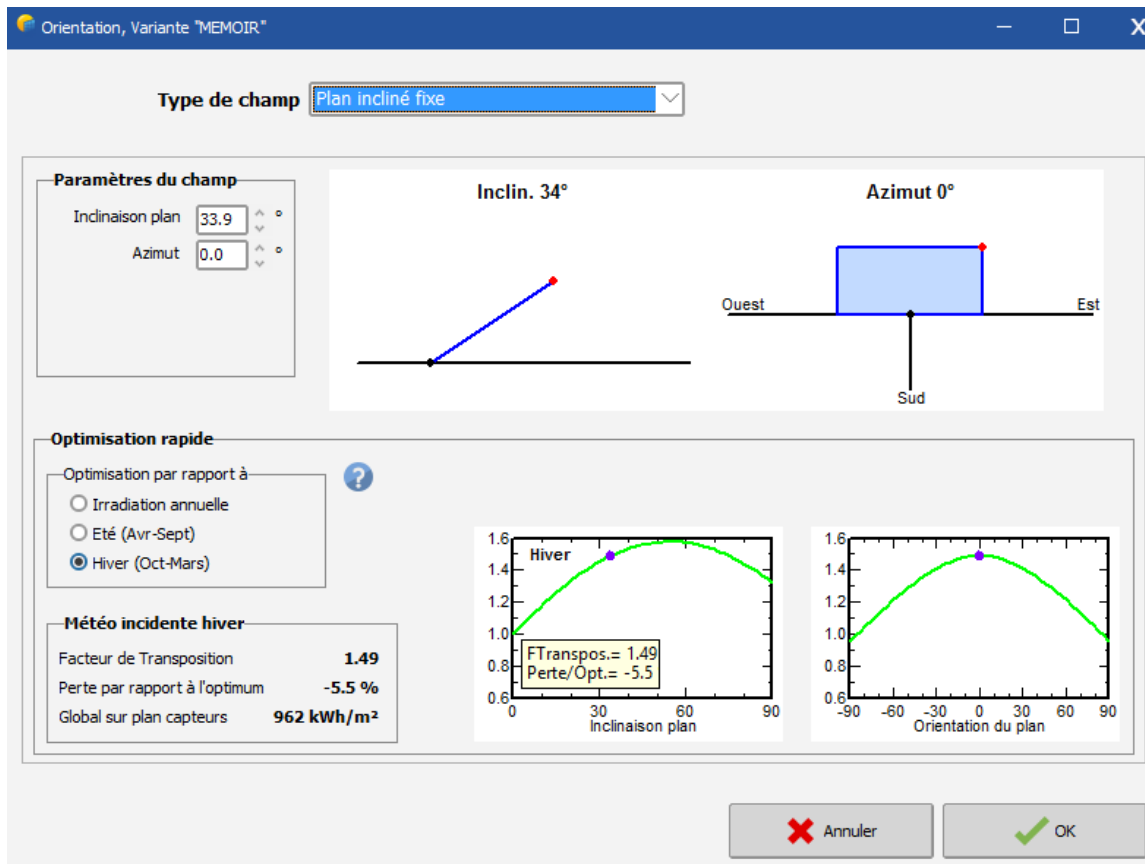 Orientation, Variante "MEMOIR"
Type de champ Plan incliné fixe
Paramètres du champ
Inclinaison plan 33.9 °
Azimut 0.0 °
Inclin. 34°
Azimut 0°
Ouest Est
Sud
Optimisation rapide
Optimisation par rapport à
Irradiation annuelle
Eté (Avr-Sept)
Hiver (Oct-Mars)
?
Météo incidente hiver
Facteur de Transposition 1.49
Perte par rapport à l'optimum -5.5 %
Global sur plan capteurs 962 kWh/m²
1.6
1.4
1.2
1.0
0.8
0.6
Hiver
FTranspos.= 1.49
Perte/Opt.= -5.5
0 30 60 90
Inclinaison plan
1.6
1.4
1.2
1.0
0.8
0.6
-90 -60 -30 0 30 60 90
Orientation du plan
Annuler
OK